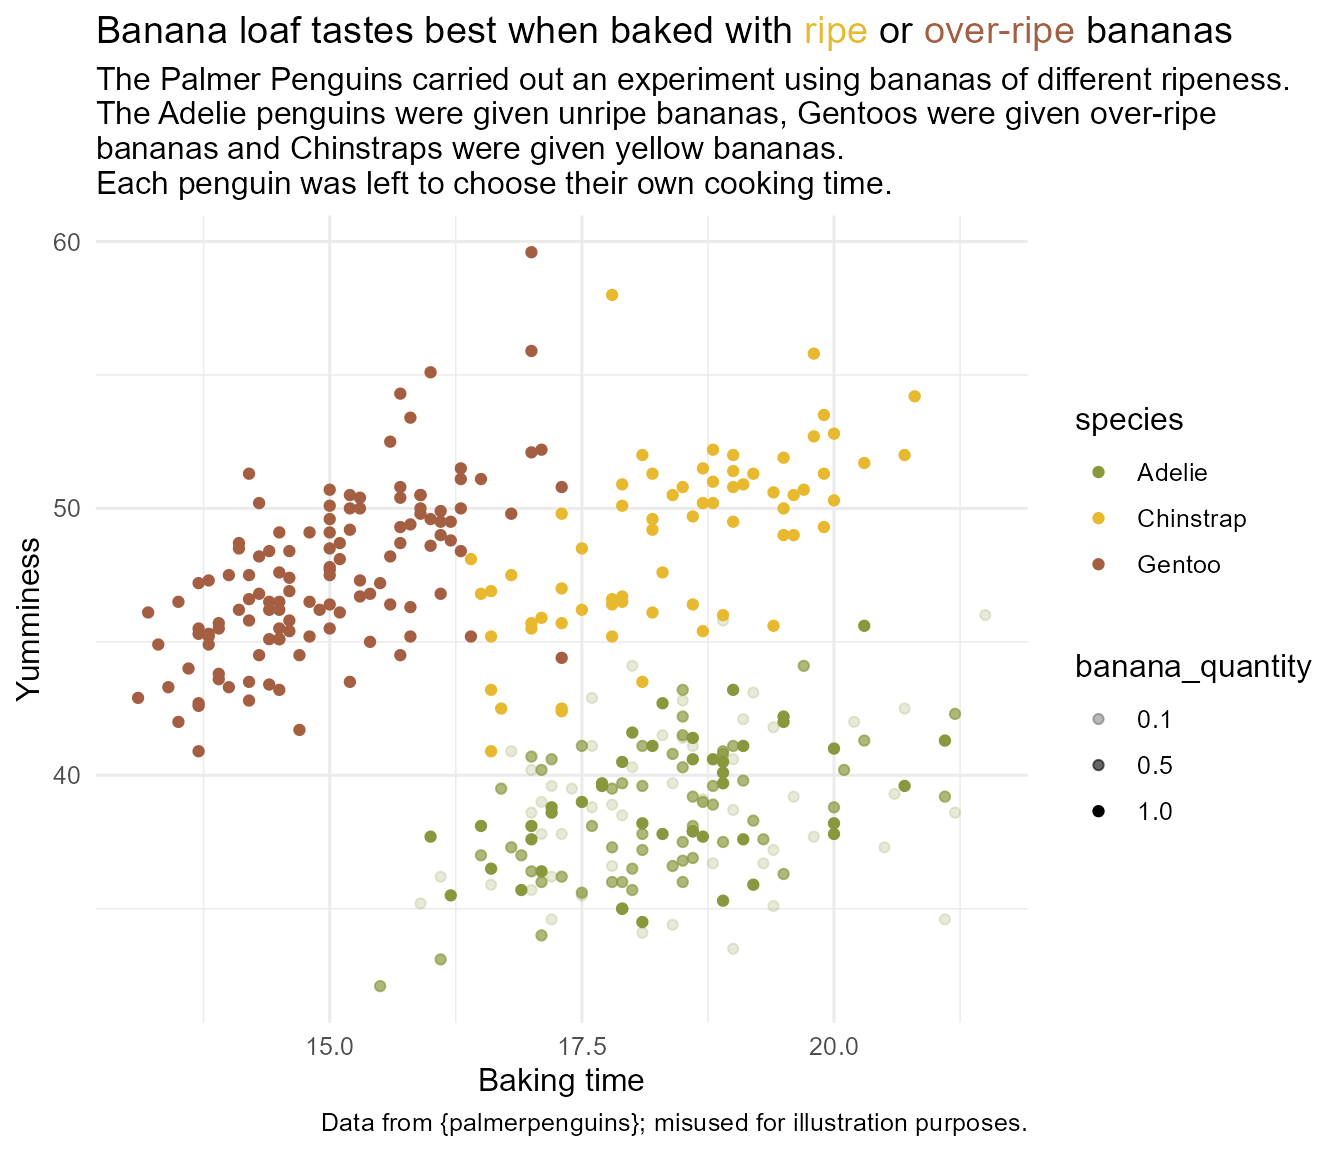 Banana loaf tastes best when baked with ripe or over-ripe bananas
The Palmer Penguins carried out an experiment using bananas of different ripeness.
The Adelie penguins were given unripe bananas, Gentoos were given over-ripe
bananas and Chinstraps were given yellow bananas.
Each penguin was left to choose their own cooking time.
60
50
40
Yumminess
15.0
17.5
20.0
Baking time
species
Adelie
Chinstrap
Gentoo
banana_quantity
0.1
0.5
1.0
Data from {palmerpenguins}; misused for illustration purposes.